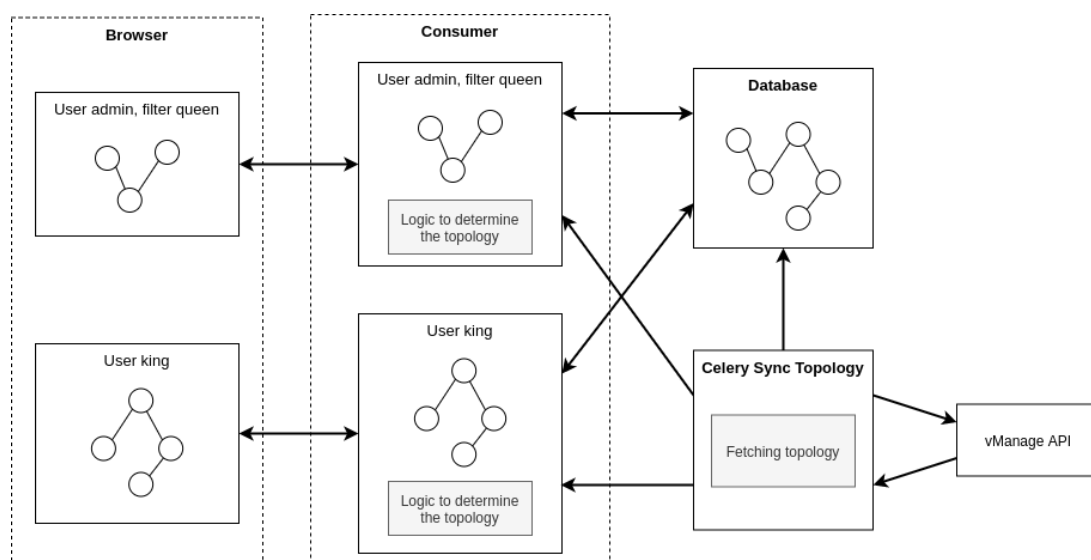 Browser
User admin, filter queen
User king
Consumer
User admin, filter queen
Logic to determine
the topology
User king
Logic to determine
the topology
Database
Celery Sync Topology
Fetching topology
vManage API